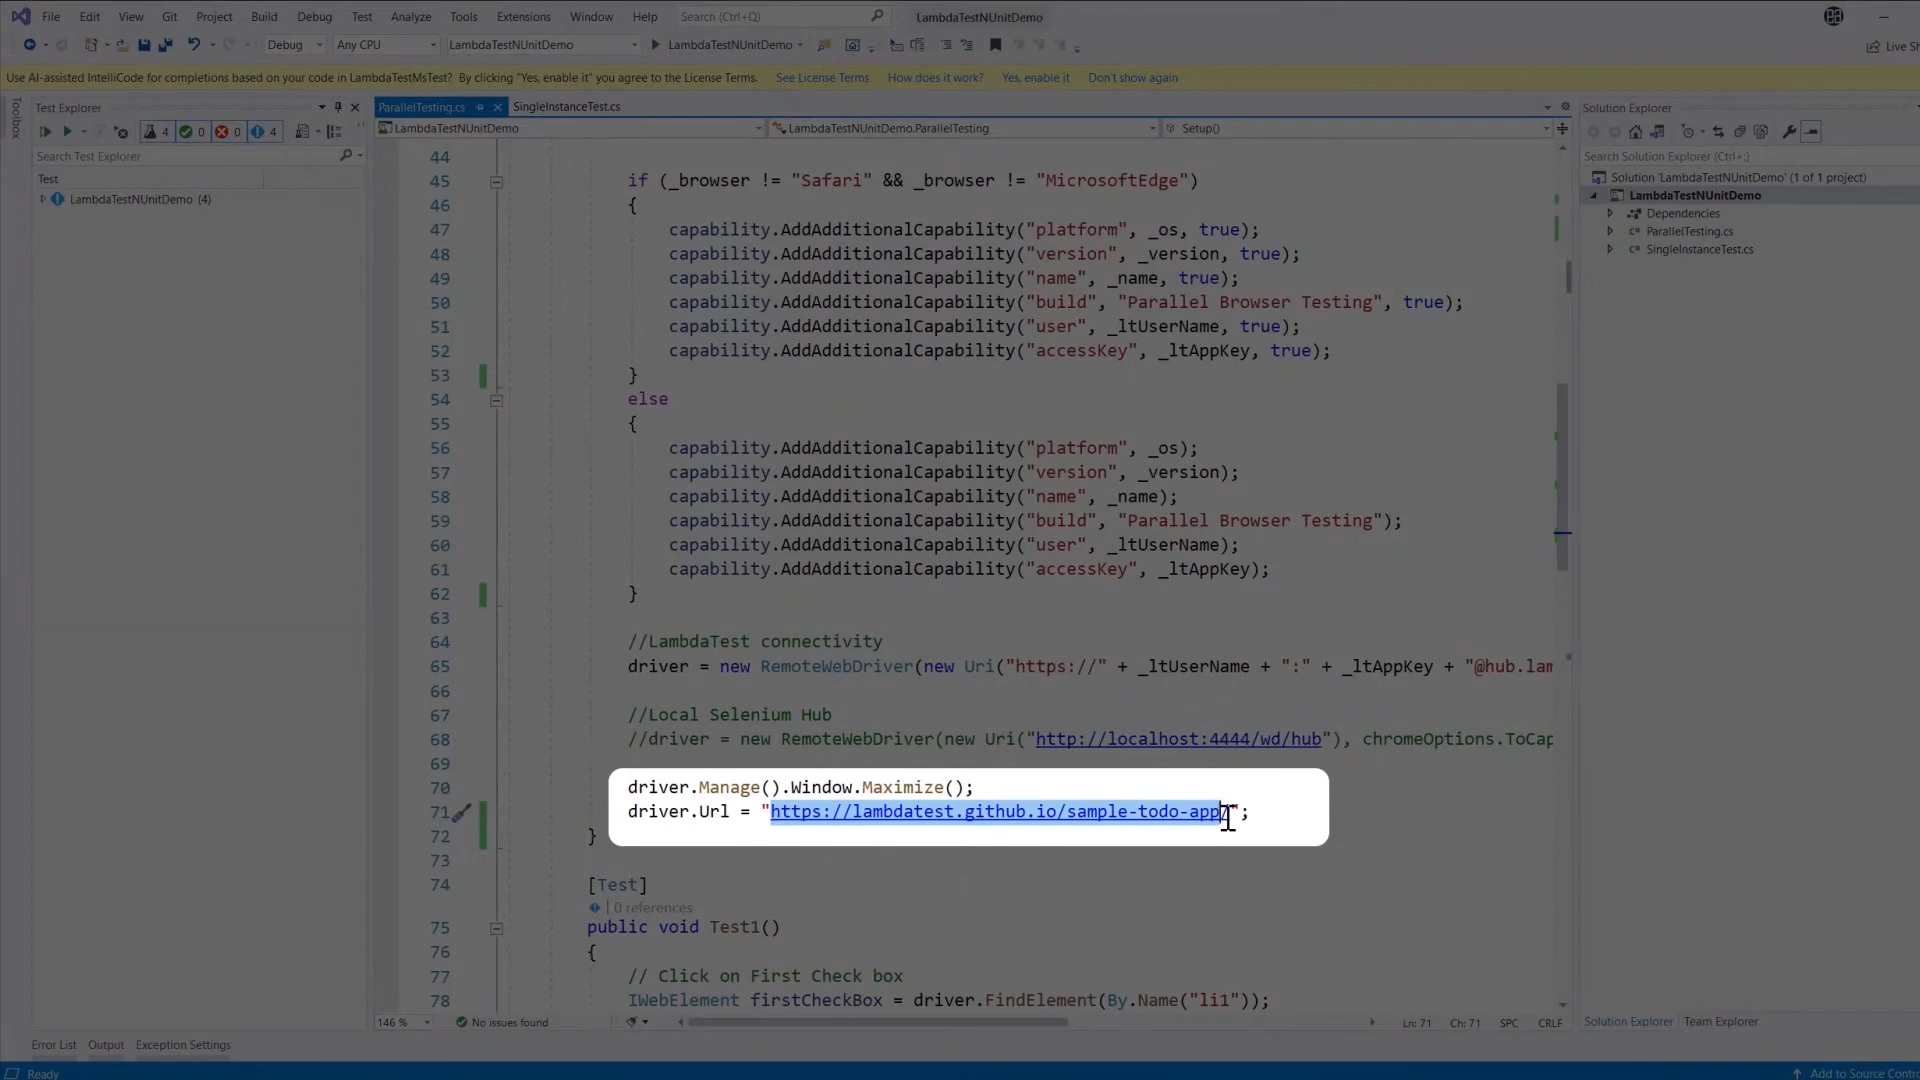 File Edit View Git Project Build Debug Test Analyze Tools Extensions Window Help Search (Ctrl+Q) LambdaTestNUnitDemo
Debug Any CPU LambdaTestNUnitDemo LambdaTestNUnitDemo Live
Use AI-assisted IntelliCode for completions based on your code in LambdaTestMsTest? By clicking "Yes, enable it" you agree to the License Terms. See License Terms How does it work? Yes, enable it Don't show again
Toolbox
Test Explorer
4 0 0 4
Search Test Explorer
Test
LambdaTestNUnitDemo (4)
ParallelTesting.cs SingleInstanceTest.cs
LambdaTestNUnitDemo LambdaTestNUnitDemo.ParallelTesting Setup()
44
45 if (_browser != "Safari" && _browser != "MicrosoftEdge")
46 {
47 capability.AddAdditionalCapability("platform", _os, true);
48 capability.AddAdditionalCapability("version", _version, true);
49 capability.AddAdditionalCapability("name", _name, true);
50 capability.AddAdditionalCapability("build", "Parallel Browser Testing", true);
51 capability.AddAdditionalCapability("user", _ltUserName, true);
52 capability.AddAdditionalCapability("accessKey", _ltAppKey, true);
53 }
54 else
55 {
56 capability.AddAdditionalCapability("platform", _os);
57 capability.AddAdditionalCapability("version", _version);
58 capability.AddAdditionalCapability("name", _name);
59 capability.AddAdditionalCapability("build", "Parallel Browser Testing");
60 capability.AddAdditionalCapability("user", _ltUserName);
61 capability.AddAdditionalCapability("accessKey", _ltAppKey);
62 }
63
64 //LambdaTest connectivity
65 driver = new RemoteWebDriver(new Uri("https://" + _ltUserName + ":" + _ltAppKey + "@hub.lam
66
67 //Local Selenium Hub
68 //driver = new RemoteWebDriver(new Uri("http://localhost:4444/wd/hub"), chromeOptions.ToCap
69
70 driver.Manage().Window.Maximize();
71 driver.Url = "https://lambdatest.github.io/sample-todo-app/";
72 }
73
74 [Test]
0 references
75 public void Test1()
76 {
77 // Click on First Check box
78 IWebElement firstCheckBox = driver.FindElement(By.Name("li1"));
146 % No issues found Ln: 71 Ch: 71 SPC CRLF
Solution Explorer
Search Solution Explorer (Ctrl+;)
Solution 'LambdaTestNUnitDemo' (1 of 1 project)
LambdaTestNUnitDemo
Dependencies
C# ParallelTesting.cs
C# SingleInstanceTest.cs
Solution Explorer Team Explorer
Error List Output Exception Settings
Ready Add to Source